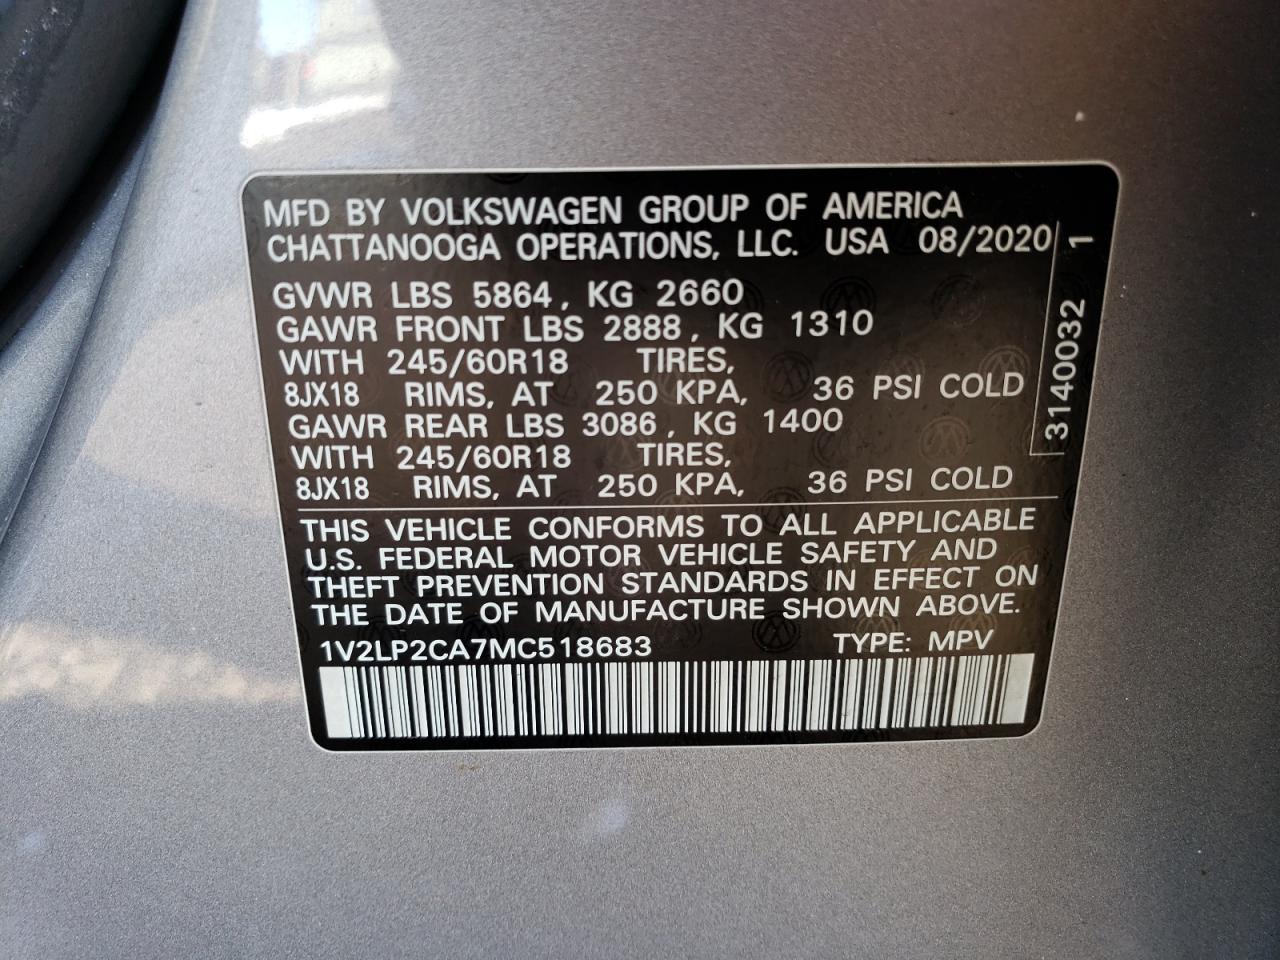 MFD BY VOLKSWAGEN GROUP OF AMERICA
CHATTANOOGA OPERATIONS, LLC. USA 08/2020
GVWR LBS 5864, KG 2660
GAWR FRONT LBS 2888, KG 1310
WITH 245/60R18 TIRES,
8JX18 RIMS, AT 250 KPA, 36 PSI COLD
GAWR REAR LBS 3086, KG 1400
WITH 245/60R18 TIRES,
8JX18 RIMS, AT 250 KPA, 36 PSI COLD
3140032 1
THIS VEHICLE CONFORMS TO ALL APPLICABLE
U.S. FEDERAL MOTOR VEHICLE SAFETY AND
THEFT PREVENTION STANDARDS IN EFFECT ON
THE DATE OF MANUFACTURE SHOWN ABOVE.
1V2LP2CA7MC518683 TYPE: MPV